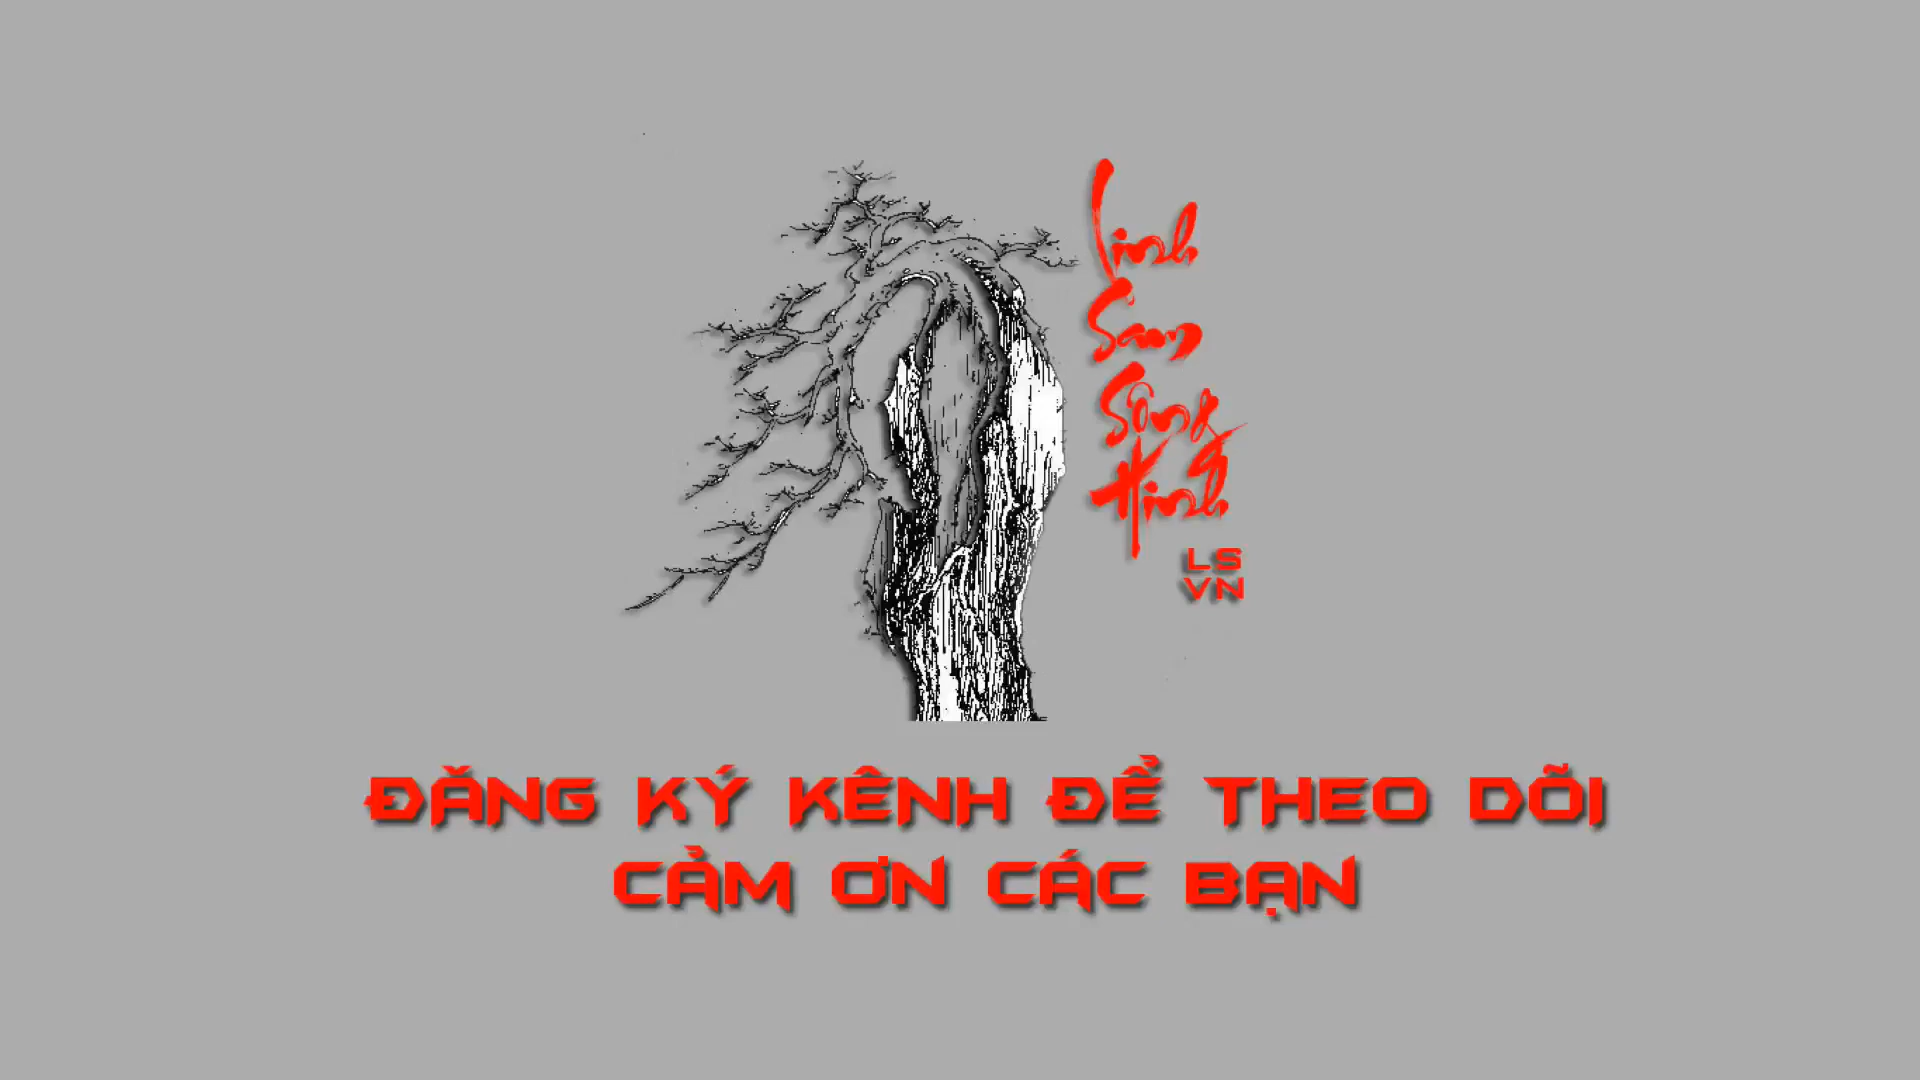 Linh
Sam
Sông
Hinh
LS
VN
ĐĂNG KÝ KÊNH ĐỂ THEO DÕI
CẢM ƠN CÁC BẠN